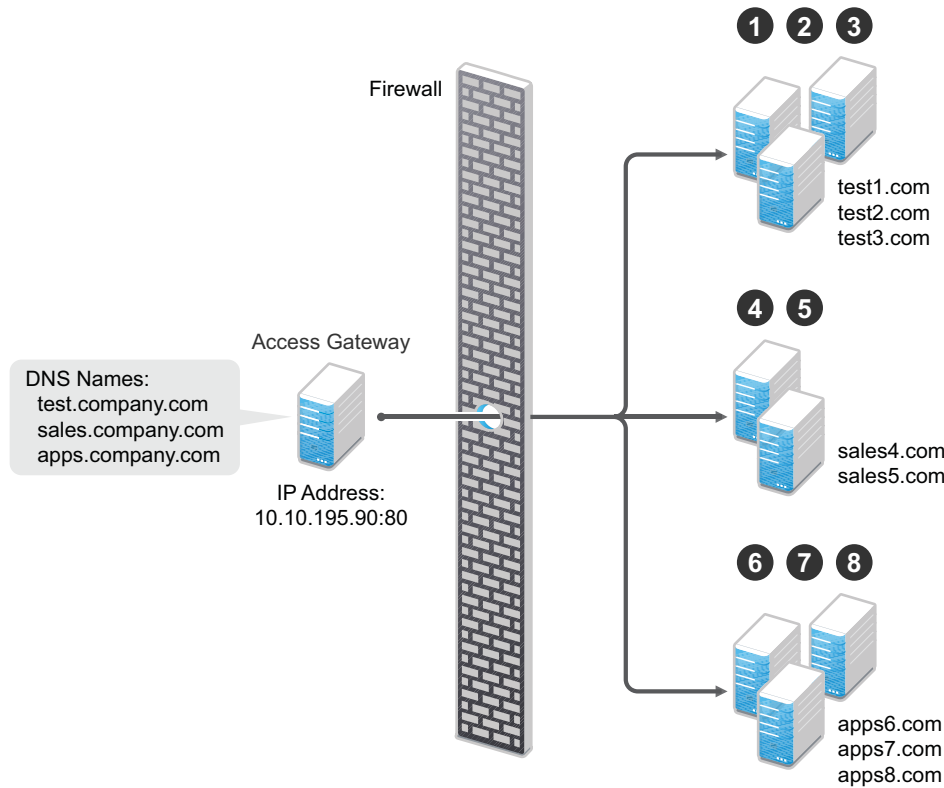 1 2 3
Firewall
test1.com
test2.com
test3.com
4 5
Access Gateway
DNS Names:
test.company.com
sales.company.com
apps.company.com
sales4.com
sales5.com
IP Address:
10.10.195.90:80
6 7 8
apps6.com
apps7.com
apps8.com